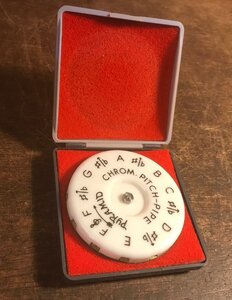 F ♯/♭ G ♯/♭ A ♯/♭ B C ♯/♭ D ♯/♭ E F
CHROM.-PITCH-PIPE
PYRAMID